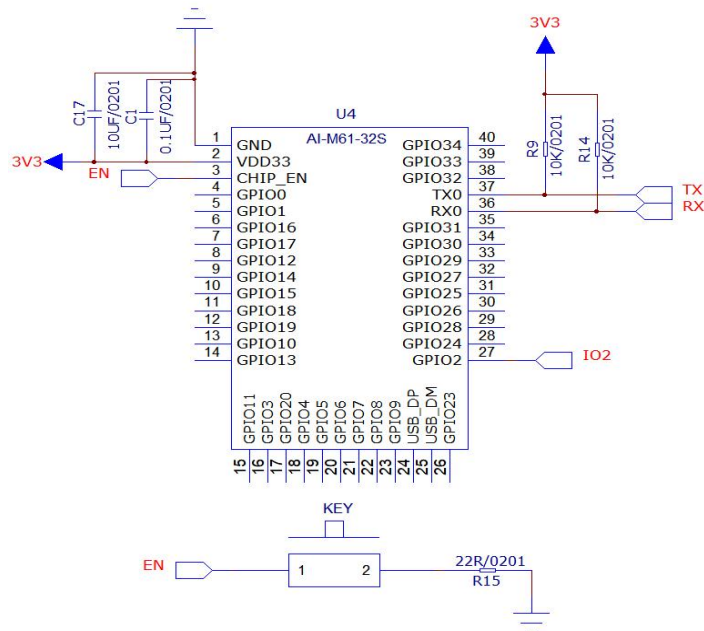 3V3
C17
10UF/0201
C1
0.1UF/0201
R9
10K/0201
R14
10K/0201
U4
AI-M61-32S
3V3
EN
TX
RX
IO2
1 GND
2 VDD33
3 CHIP_EN
4 GPIO0
5 GPIO1
6 GPIO16
7 GPIO17
8 GPIO12
9 GPIO14
10 GPIO15
11 GPIO18
12 GPIO19
13 GPIO10
14 GPIO13
GPIO34 40
GPIO33 39
GPIO32 38
TX0 37
RX0 36
GPIO31 35
GPIO30 34
GPIO29 33
GPIO27 32
GPIO25 31
GPIO26 30
GPIO28 29
GPIO24 28
GPIO2 27
GPIO11 15
GPIO3 16
GPIO20 17
GPIO4 18
GPIO5 19
GPIO6 20
GPIO7 21
GPIO8 22
GPIO9 23
USB_DP 24
USB_DM 25
GPIO23 26
KEY
EN
1 2
22R/0201
R15